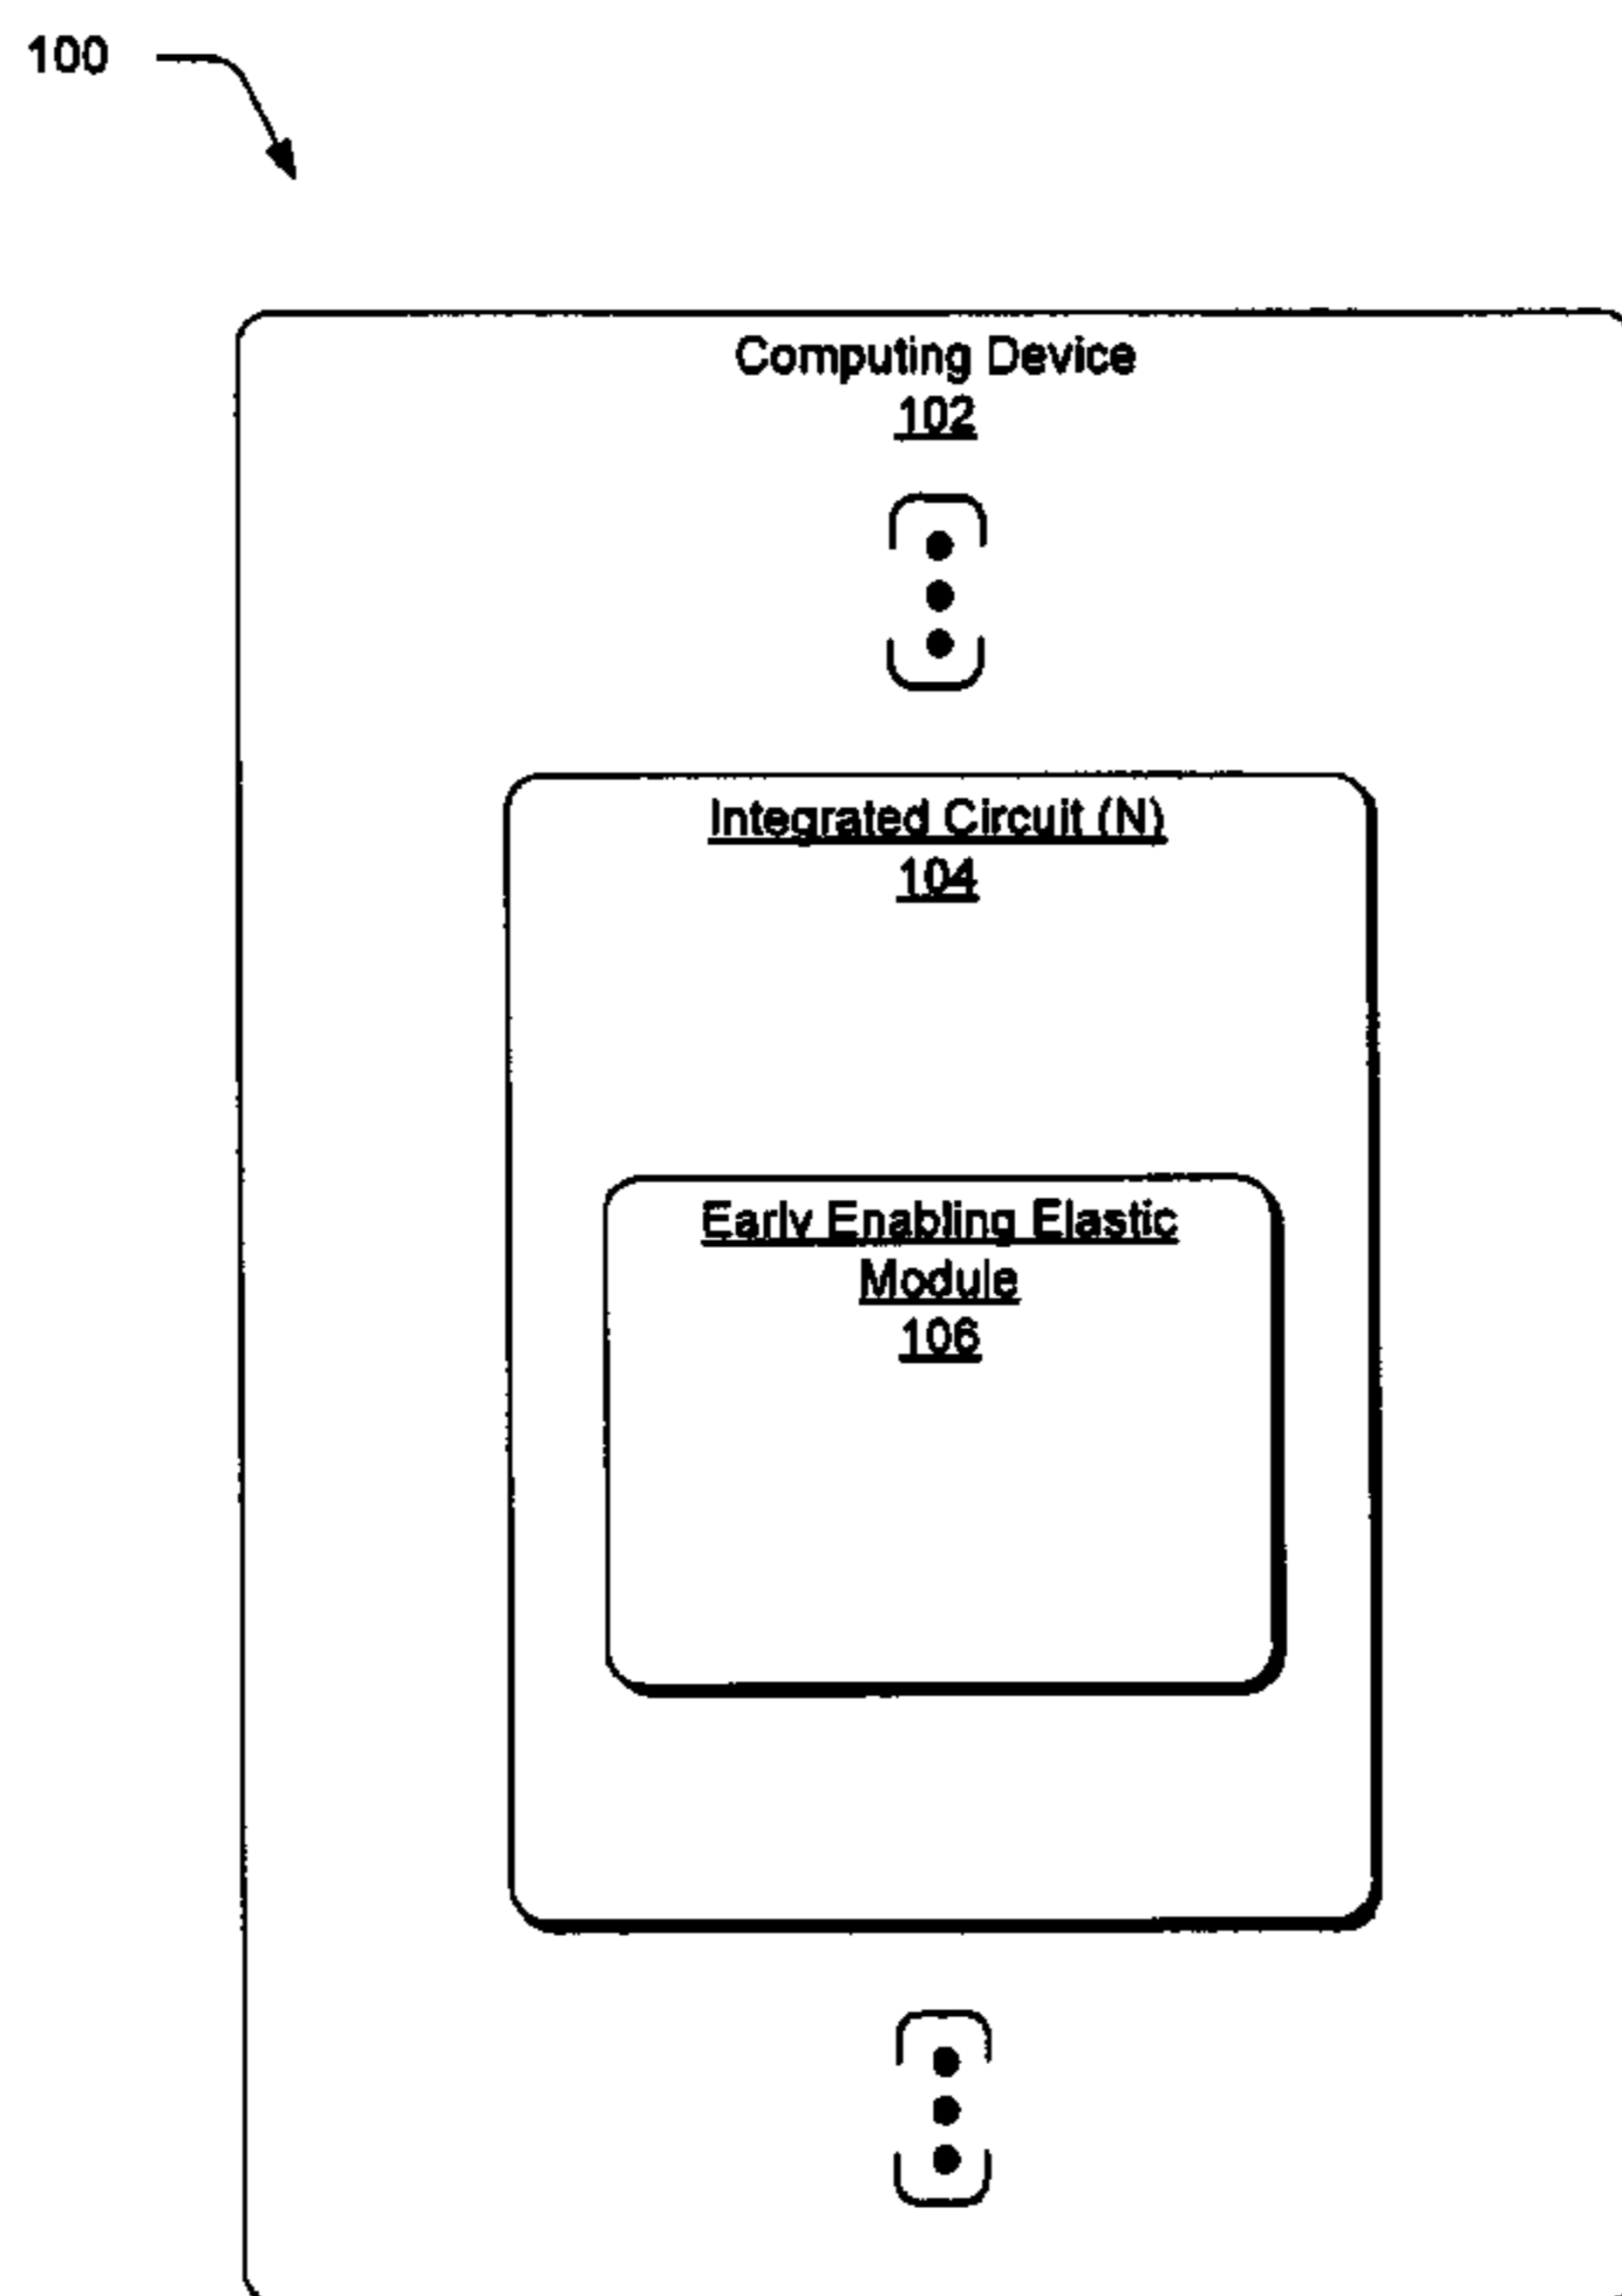 100
Computing Device
102
Integrated Circuit (N)
104
Early Enabling Elastic
Module
106